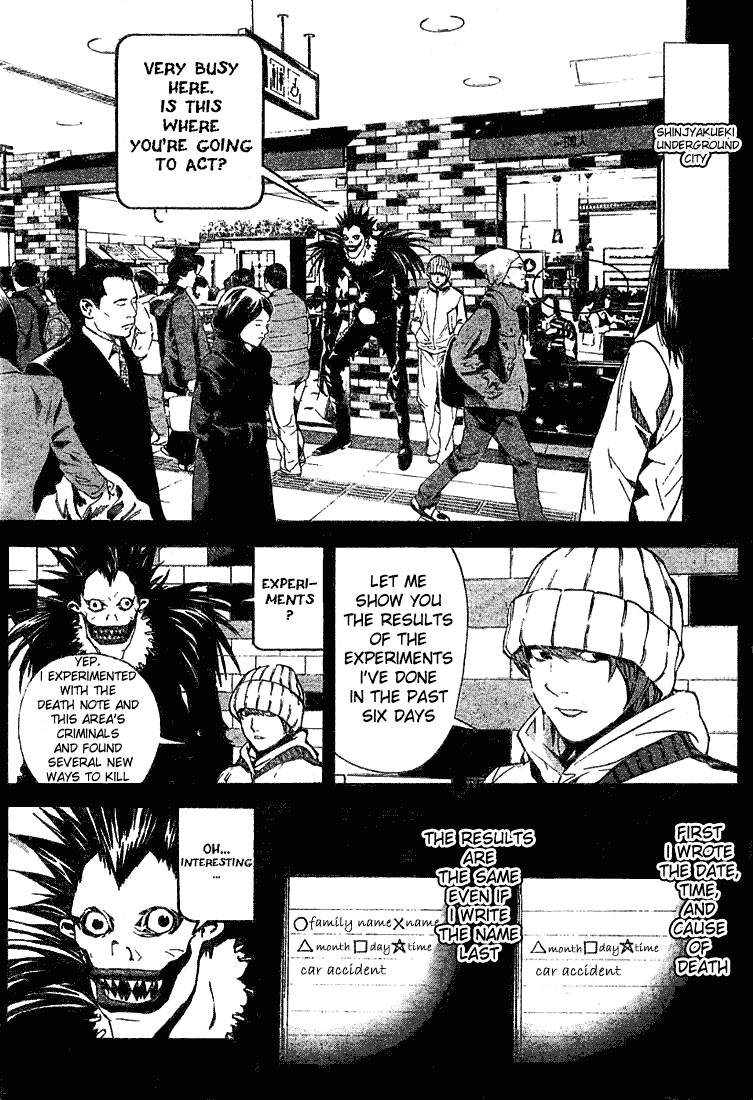 SHINJYAKUEKI
UNDERGROUND
CITY
VERY BUSY
HERE.
IS THIS
WHERE
YOU'RE GOING
TO ACT?
LET ME
SHOW YOU
THE RESULTS
OF THE
EXPERIMENTS
I'VE DONE
IN THE PAST
SIX DAYS
EXPERI-
MENTS
?
YEP.
I EXPERIMENTED
WITH THE
DEATH NOTE AND
THIS AREA'S
CRIMINALS
AND FOUND
SEVERAL NEW
WAYS TO KILL
FIRST
I WROTE
THE DATE,
TIME,
AND
CAUSE
OF
DEATH
△month□day☆time
car accident
THE RESULTS
ARE
THE SAME
EVEN IF
I WRITE
THE NAME
LAST
○family name×name
△month□day☆time
car accident
OH...
INTERESTING
...